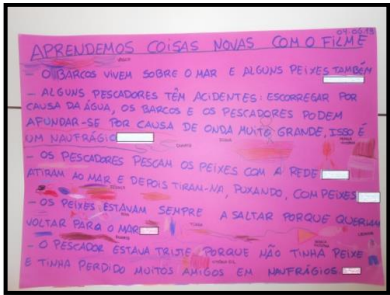 07.05.18
APRENDEMOS COISAS NOVAS COM O FILME
- O BARCOS VIVEM SOBRE O MAR E ALGUNS PEIXES TAMBÉM
- ALGUNS PESCADORES TÊM ACIDENTES: ESCORREGAR POR
CAUSA DA ÁGUA, OS BARCOS E OS PESCADORES PODEM
AFUNDAR-SE POR CAUSA DE ONDA MUITO GRANDE, ISSO É
UM NAUFRÁGIO
- OS PESCADORES PESCAM OS PEIXES COM A REDE
ATIRAM AO MAR E DEPOIS TIRAM-NA, PUXANDO, COM PEIXES
- OS PEIXES ESTAVAM SEMPRE A SALTAR PORQUE QUERIAM
VOLTAR PARA O MAR
- O PESCADOR ESTAVA TRISTE PORQUE NÃO TINHA PEIXE
E TINHA PERDIDO MUITOS AMIGOS EM NAUFRÁGIOS